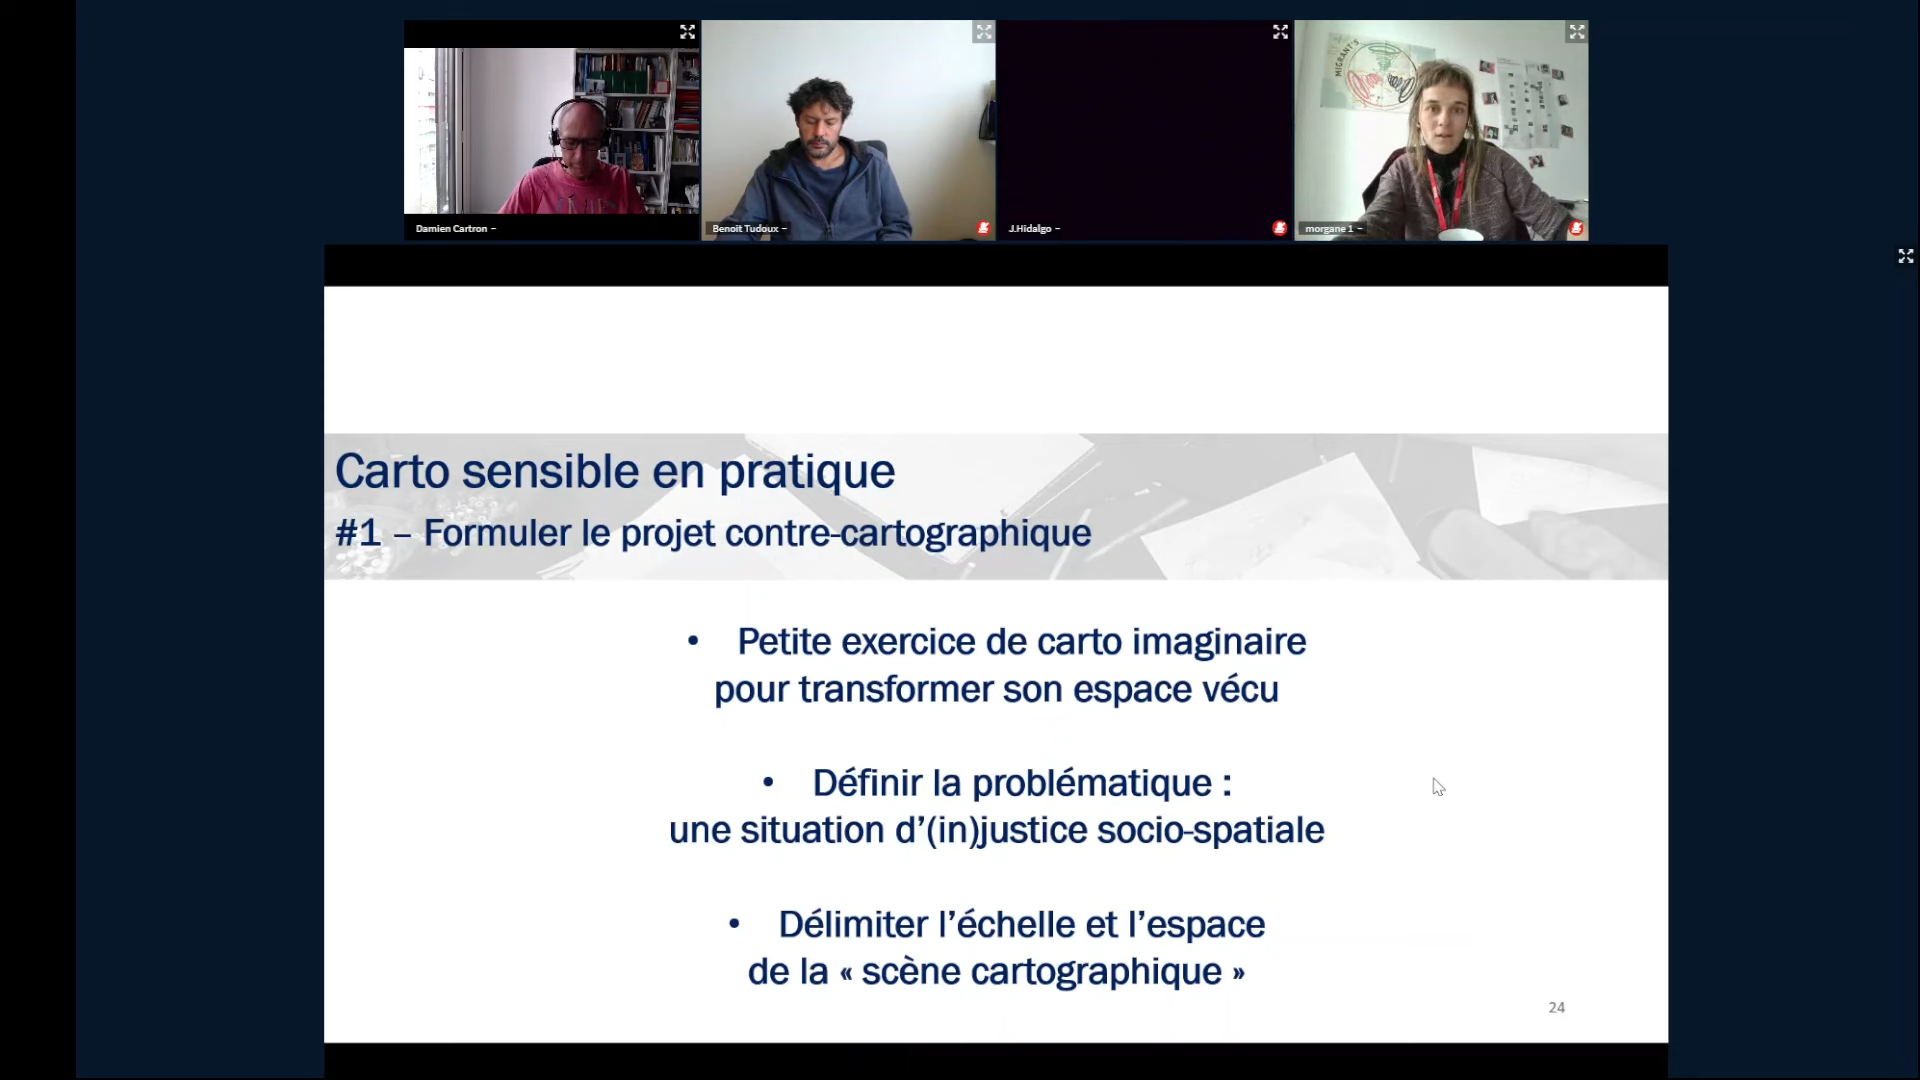 MIGRANT'S
Damien Cartron –
Benoit Tudoux –
J.Hidalgo –
morgane 1 –
Carto sensible en pratique
#1 – Formuler le projet contre-cartographique
• Petite exercice de carto imaginaire
pour transformer son espace vécu
• Définir la problématique :
une situation d’(in)justice socio-spatiale
• Délimiter l’échelle et l’espace
de la « scène cartographique »
24